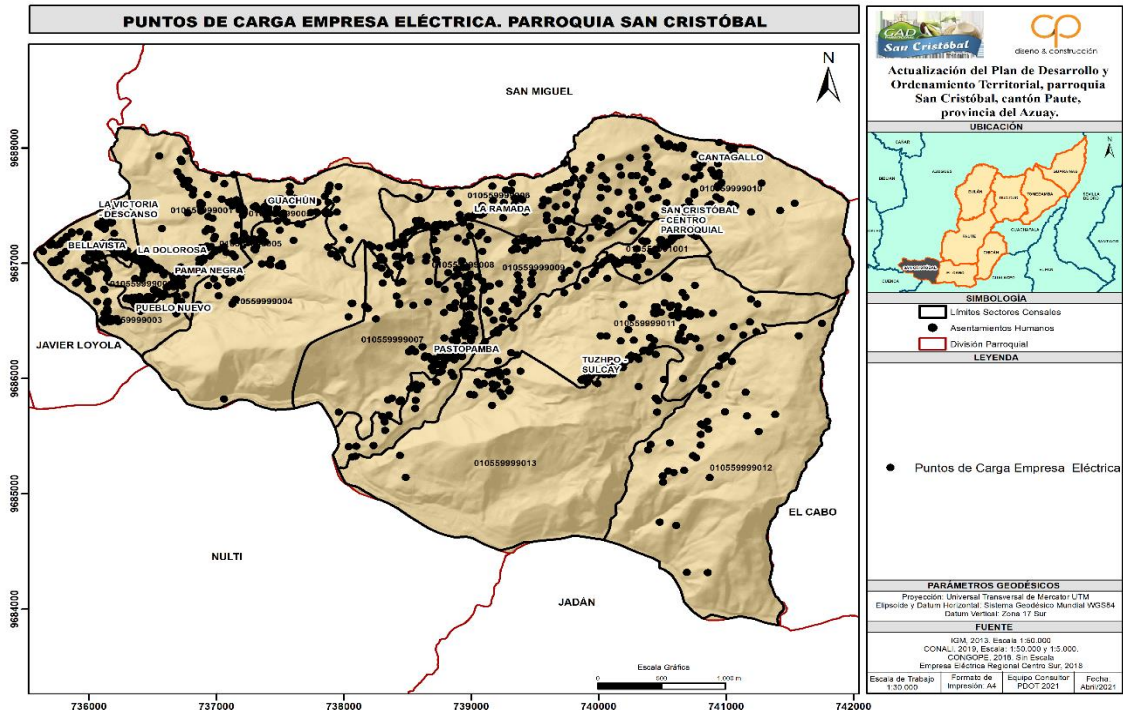 PUNTOS DE CARGA EMPRESA ELÉCTRICA. PARROQUIA SAN CRISTÓBAL
N
SAN MIGUEL
CANTAGALLO
010559999010
LA RAMADA
SAN CRISTÓBAL
- CENTRO
PARROQUIAL
GÜACHÚN
LA VICTORIA
- DESCANSO
BELLAVISTA
LA DOLOROSA
PAMPA NEGRA
PUEBLO NUEVO
010559999008
010559999009
010559999007
010559999011
PASTOPAMBA
TUZHPO -
SULCAY
JAVIER LOYOLA
010559999013
010559999012
EL CABO
NULTI
JADÁN
Escala Gráfica
0 500 1.000 m
9688000
9687000
9686000
9685000
9684000
736000 737000 738000 739000 740000 741000 742000
GAD
San Cristóbal
cp
diseño & construcción
Actualización del Plan de Desarrollo y
Ordenamiento Territorial, parroquia
San Cristóbal, cantón Paute,
provincia del Azuay.
UBICACIÓN
N
SIMBOLOGÍA
Límites Sectores Censales
Asentamientos Humanos
División Parroquial
LEYENDA
Puntos de Carga Empresa Eléctrica
PARÁMETROS GEODÉSICOS
Proyección: Universal Transversal de Mercator UTM
Elipsoide y Datum Horizontal: Sistema Geodésico Mundial WGS84
Datum Vertical: Zona 17 Sur
FUENTE
IGM, 2013. Escala 1:50.000
CONALI, 2019, Escala: 1:50.000 y 1:5.000.
CONGOPE, 2018. Sin Escala
Empresa Eléctrica Regional Centro Sur, 2018
Escala de Trabajo
1:30.000
Formato de
Impresión: A4
Equipo Consultor
PDOT 2021
Fecha:
Abril/2021